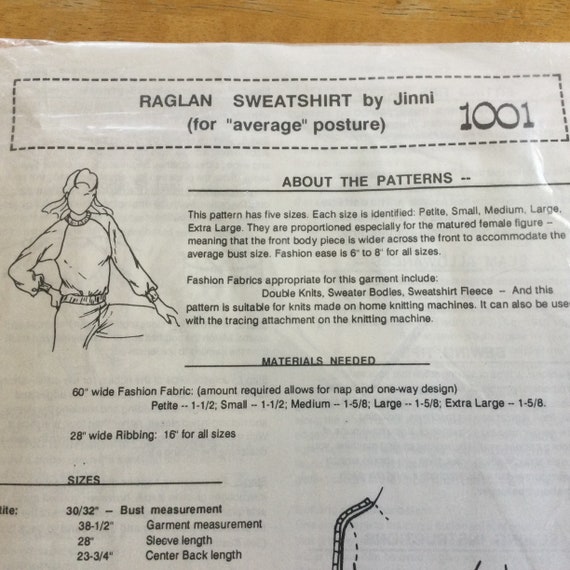 RAGLAN SWEATSHIRT by Jinni
(for "average" posture)
1001
ABOUT THE PATTERNS --
This pattern has five sizes. Each size is identified: Petite, Small, Medium, Large,
Extra Large. They are proportioned especially for the matured female figure --
meaning that the front body piece is wider across the front to accommodate the
average bust size. Fashion ease is 6" to 8" for all sizes.
Fashion Fabrics appropriate for this garment include:
Double Knits, Sweater Bodies, Sweatshirt Fleece -- And this
pattern is suitable for knits made on home knitting machines. It can also be use
with the tracing attachment on the knitting machine.
MATERIALS NEEDED
60" wide Fashion Fabric: (amount required allows for nap and one-way design)
Petite -- 1-1/2; Small -- 1-1/2; Medium -- 1-5/8; Large -- 1-5/8; Extra Large -- 1-5/8.
28" wide Ribbing: 16" for all sizes
SIZES
tite: 30/32" -- Bust measurement
38-1/2" Garment measurement
28" Sleeve length
23-3/4" Center Back length